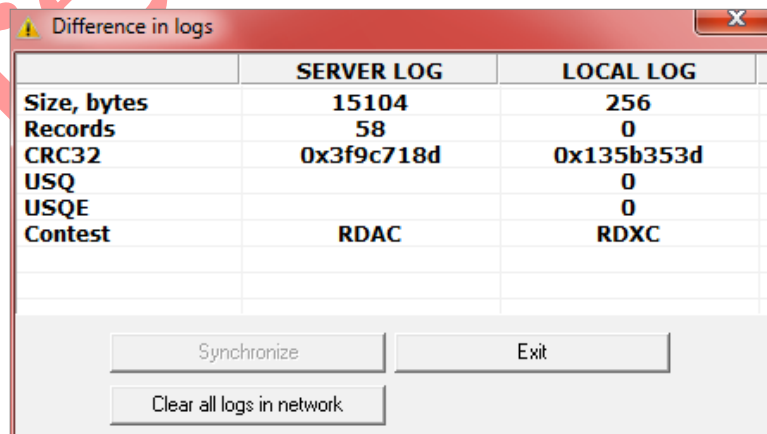 Difference in logs
SERVER LOG LOCAL LOG
Size, bytes 15104 256
Records 58 0
CRC32 0x3f9c718d 0x135b353d
USQ 0
USQE 0
Contest RDAC RDXC
Synchronize Exit
Clear all logs in network